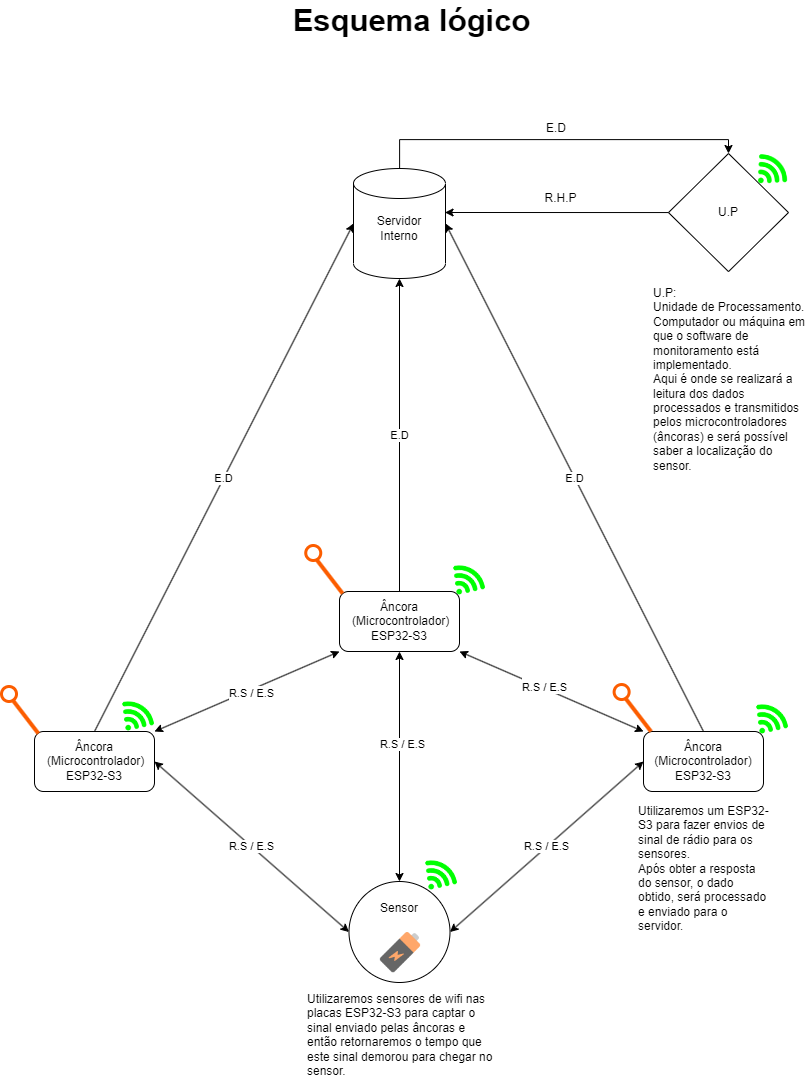 Esquema lógico
E.D
R.H.P
Servidor
Interno
U.P
U.P:
Unidade de Processamento.
Computador ou máquina em
que o software de
monitoramento está
implementado.
Aqui é onde se realizará a
leitura dos dados
processados e transmitidos
pelos microcontroladores
(âncoras) e será possível
saber a localização do
sensor.
E.D
E.D
E.D
Âncora
(Microcontrolador)
ESP32-S3
R.S / E.S
R.S / E.S
R.S / E.S
Âncora
(Microcontrolador)
ESP32-S3
Âncora
(Microcontrolador)
ESP32-S3
Utilizaremos um ESP32-
S3 para fazer envios de
sinal de rádio para os
sensores.
Após obter a resposta
do sensor, o dado
obtido, será processado
e enviado para o
servidor.
R.S / E.S
R.S / E.S
Sensor
Utilizaremos sensores de wifi nas
placas ESP32-S3 para captar o
sinal enviado pelas âncoras e
então retornaremos o tempo que
este sinal demorou para chegar no
sensor.